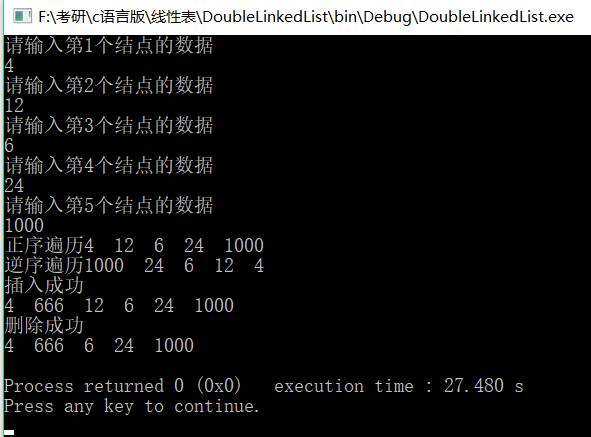 F:\考研\c语言版\线性表\DoubleLinkedList\bin\Debug\DoubleLinkedList.exe
请输入第1个结点的数据
4
请输入第2个结点的数据
12
请输入第3个结点的数据
6
请输入第4个结点的数据
24
请输入第5个结点的数据
1000
正序遍历4  12  6  24  1000
逆序遍历1000  24  6  12  4
插入成功
4  666  12  6  24  1000
删除成功
4  666  6  24  1000
Process returned 0 (0x0)   execution time : 27.480 s
Press any key to continue.